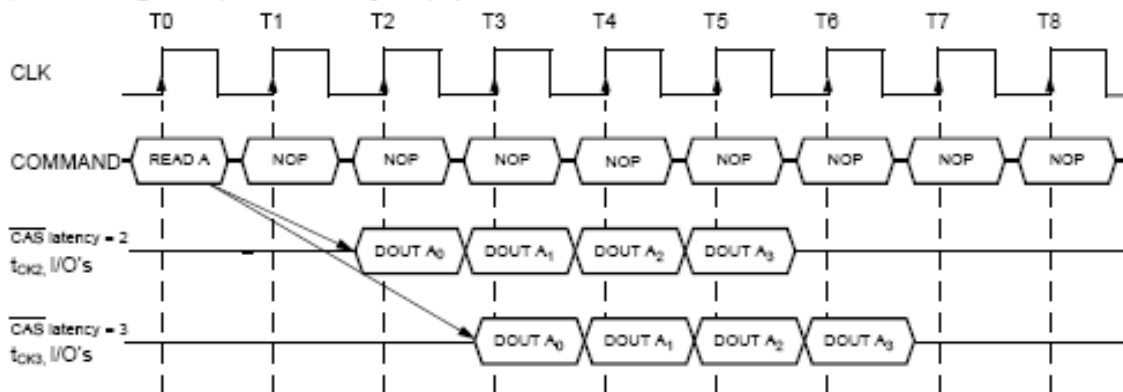 T0 T1 T2 T3 T4 T5 T6 T7 T8
CLK
COMMAND READ A NOP NOP NOP NOP NOP NOP NOP NOP
CAS latency = 2
tCK2, I/O's DOUT A0 DOUT A1 DOUT A2 DOUT A3
CAS latency = 3
tCK3, I/O's DOUT A0 DOUT A1 DOUT A2 DOUT A3